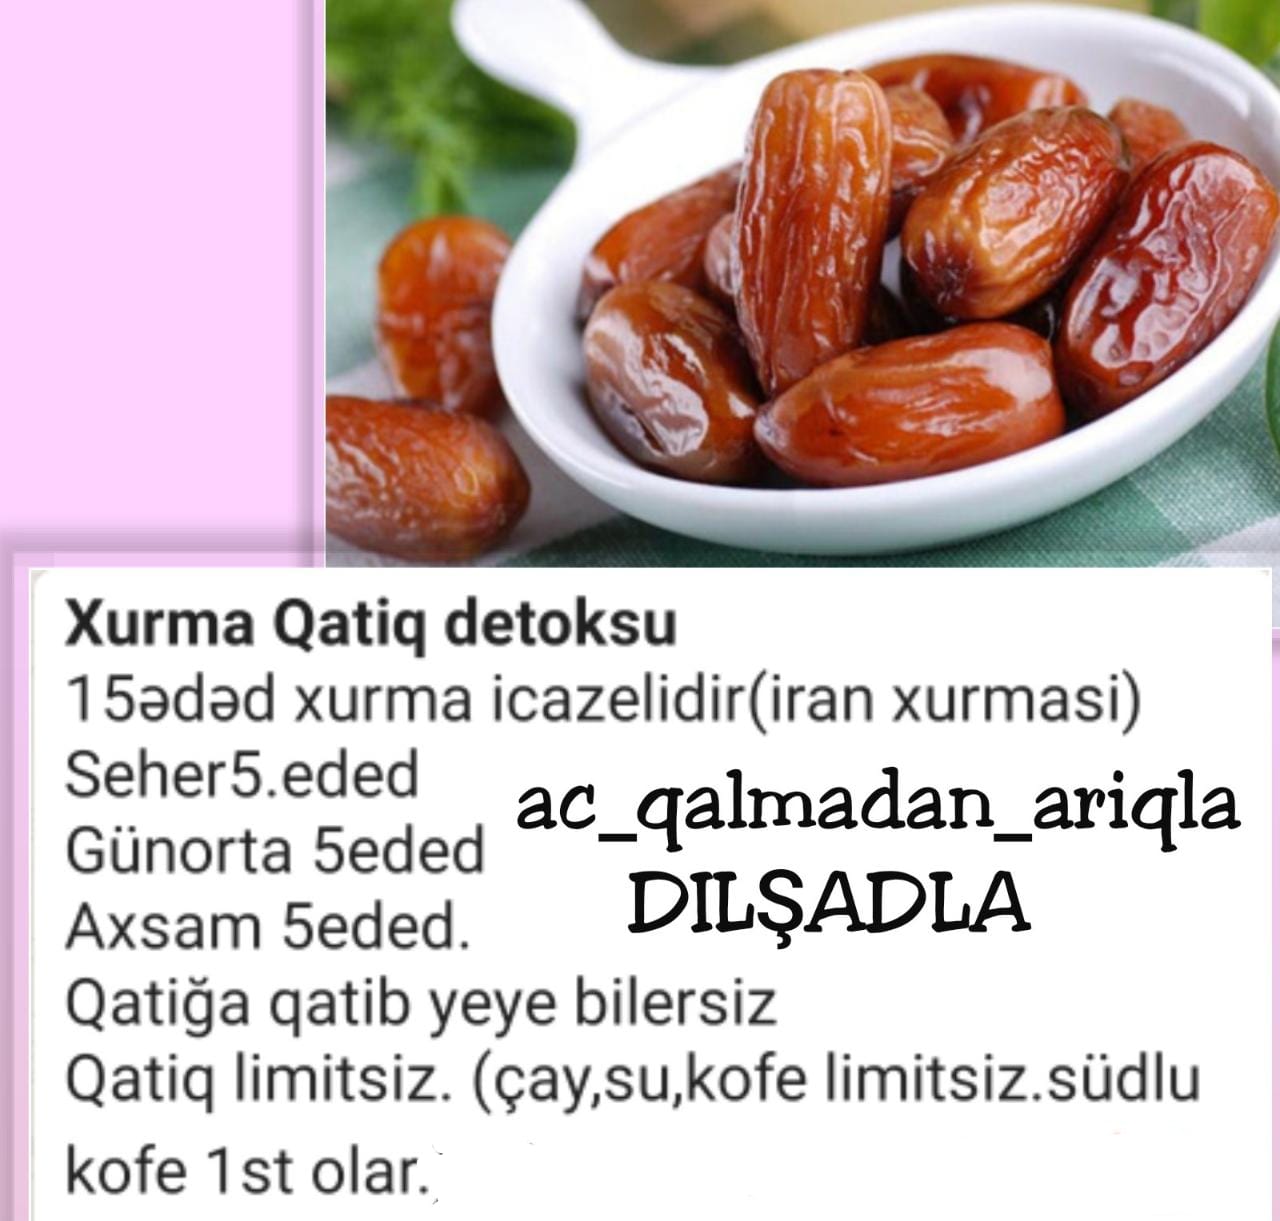 Xurma Qatiq detoksu
15ədəd xurma icazelidir(iran xurmasi)
Seher5.eded
Günorta 5eded
Axsam 5eded.
ac_qalmadan_ariqla
DILŞADLA
Qatiğa qatib yeye bilersiz
Qatiq limitsiz. (çay,su,kofe limitsiz.südlu
kofe 1st olar.